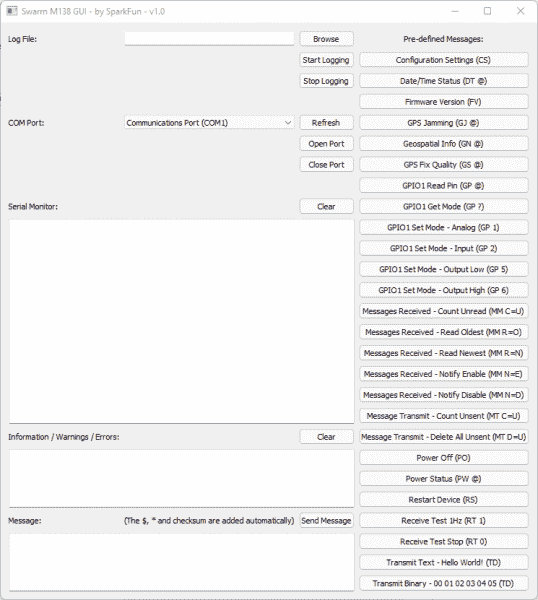 Swarm M138 GUI - by SparkFun - v1.0
Log File:
Browse
Pre-defined Messages:
Start Logging
Configuration Settings (CS)
Stop Logging
Date/Time Status (DT @)
Firmware Version (FV)
COM Port:
Communications Port (COM1)
Refresh
GPS Jamming (GJ @)
Open Port
Geospatial Info (GN @)
Close Port
GPS Fix Quality (GS @)
GPIO1 Read Pin (GP @)
Serial Monitor:
Clear
GPIO1 Get Mode (GP ?)
GPIO1 Set Mode - Analog (GP 1)
GPIO1 Set Mode - Input (GP 2)
GPIO1 Set Mode - Output Low (GP 5)
GPIO1 Set Mode - Output High (GP 6)
Messages Received - Count Unread (MM C=U)
Messages Received - Read Oldest (MM R=O)
Messages Received - Read Newest (MM R=N)
Messages Received - Notify Enable (MM N=E)
Messages Received - Notify Disable (MM N=D)
Message Transmit - Count Unsent (MT C=U)
Information / Warnings / Errors:
Clear
Message Transmit - Delete All Unsent (MT D=U)
Power Off (PO)
Power Status (PW @)
Restart Device (RS)
Message:
(The $, * and checksum are added automatically)
Send Message
Receive Test 1Hz (RT 1)
Receive Test Stop (RT 0)
Transmit Text - Hello World! (TD)
Transmit Binary - 00 01 02 03 04 05 (TD)